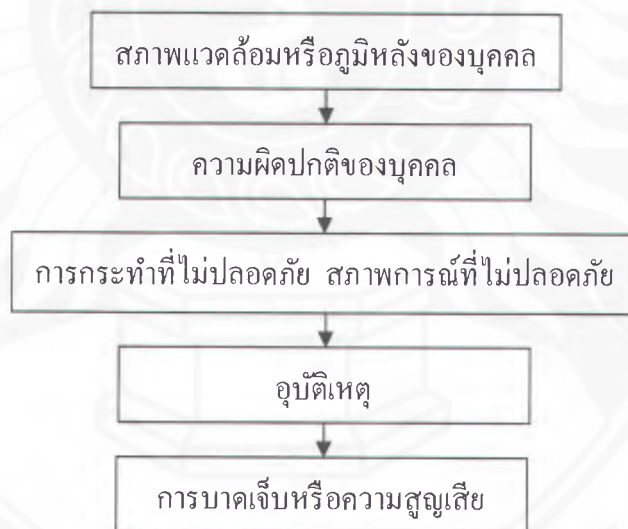 สภาพแวดล้อมหรือภูมิหลังของบุคคล
ความผิดปกติของบุคคล
การกระทำที่ไม่ปลอดภัย สภาพการณ์ที่ไม่ปลอดภัย
อุบัติเหตุ
การบาดเจ็บหรือความสูญเสีย